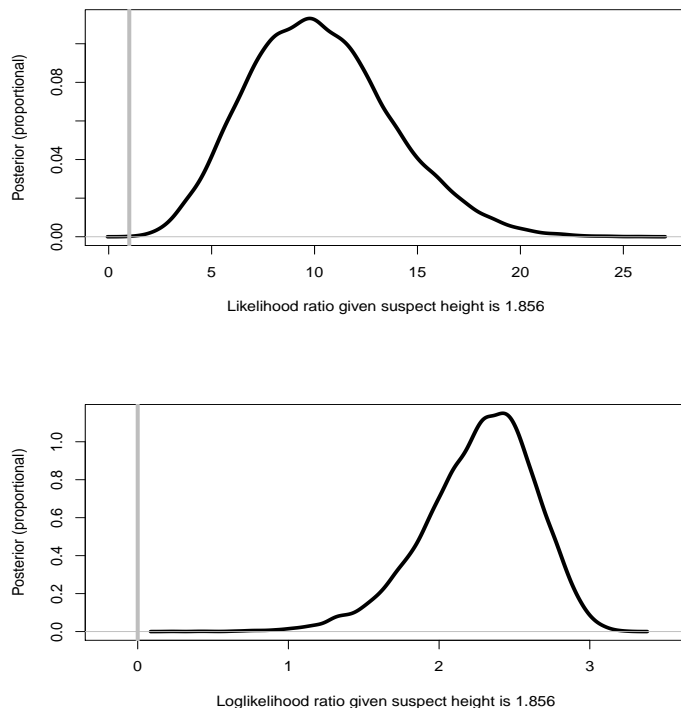 Posterior (proportional)
0.00 0.04 0.08
0 5 10 15 20 25
Likelihood ratio given suspect height is 1.856
Posterior (proportional)
0.0 0.2 0.4 0.6 0.8 1.0
0 1 2 3
Loglikelihood ratio given suspect height is 1.856